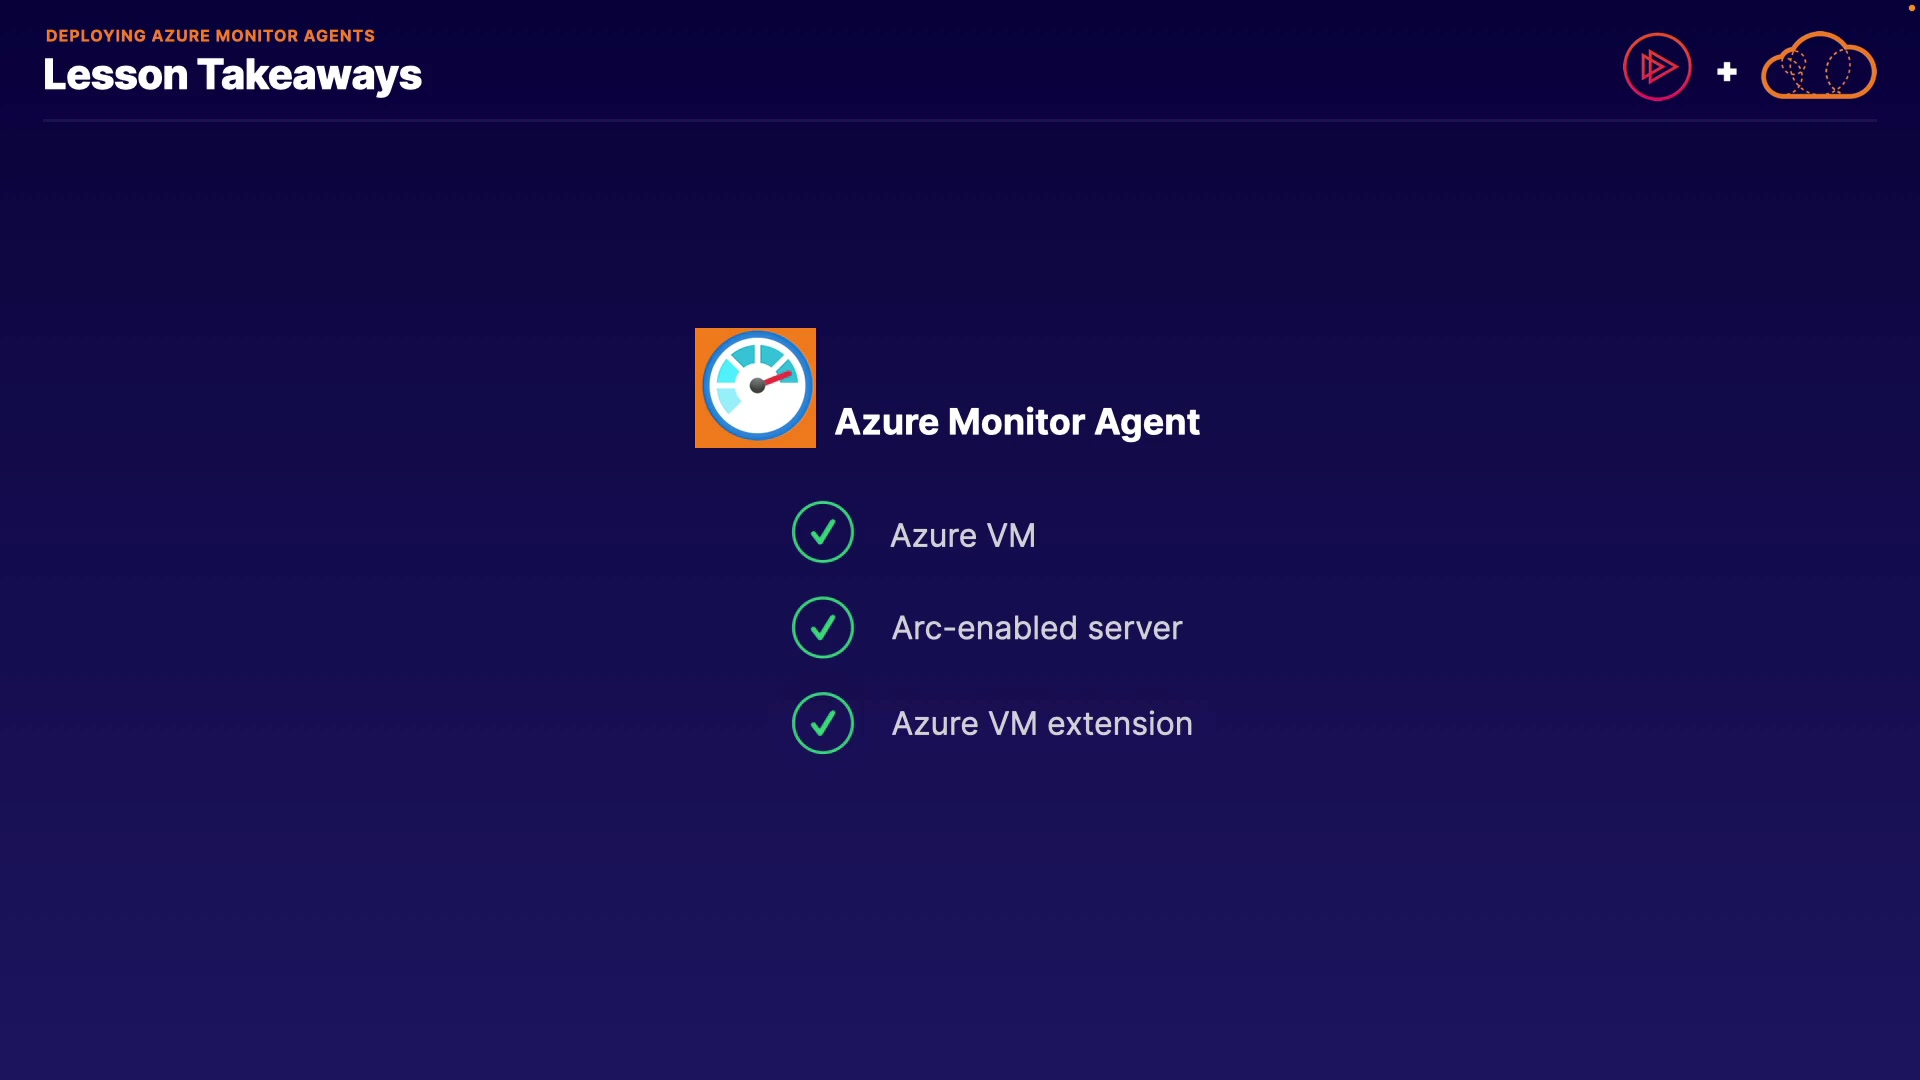 DEPLOYING AZURE MONITOR AGENTS
Lesson Takeaways
Azure Monitor Agent
Azure VM
Arc-enabled server
Azure VM extension